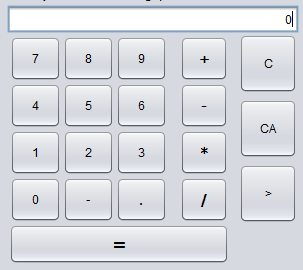 0
7 8 9 + C
4 5 6 - CA
1 2 3 *
0 - . / >
=